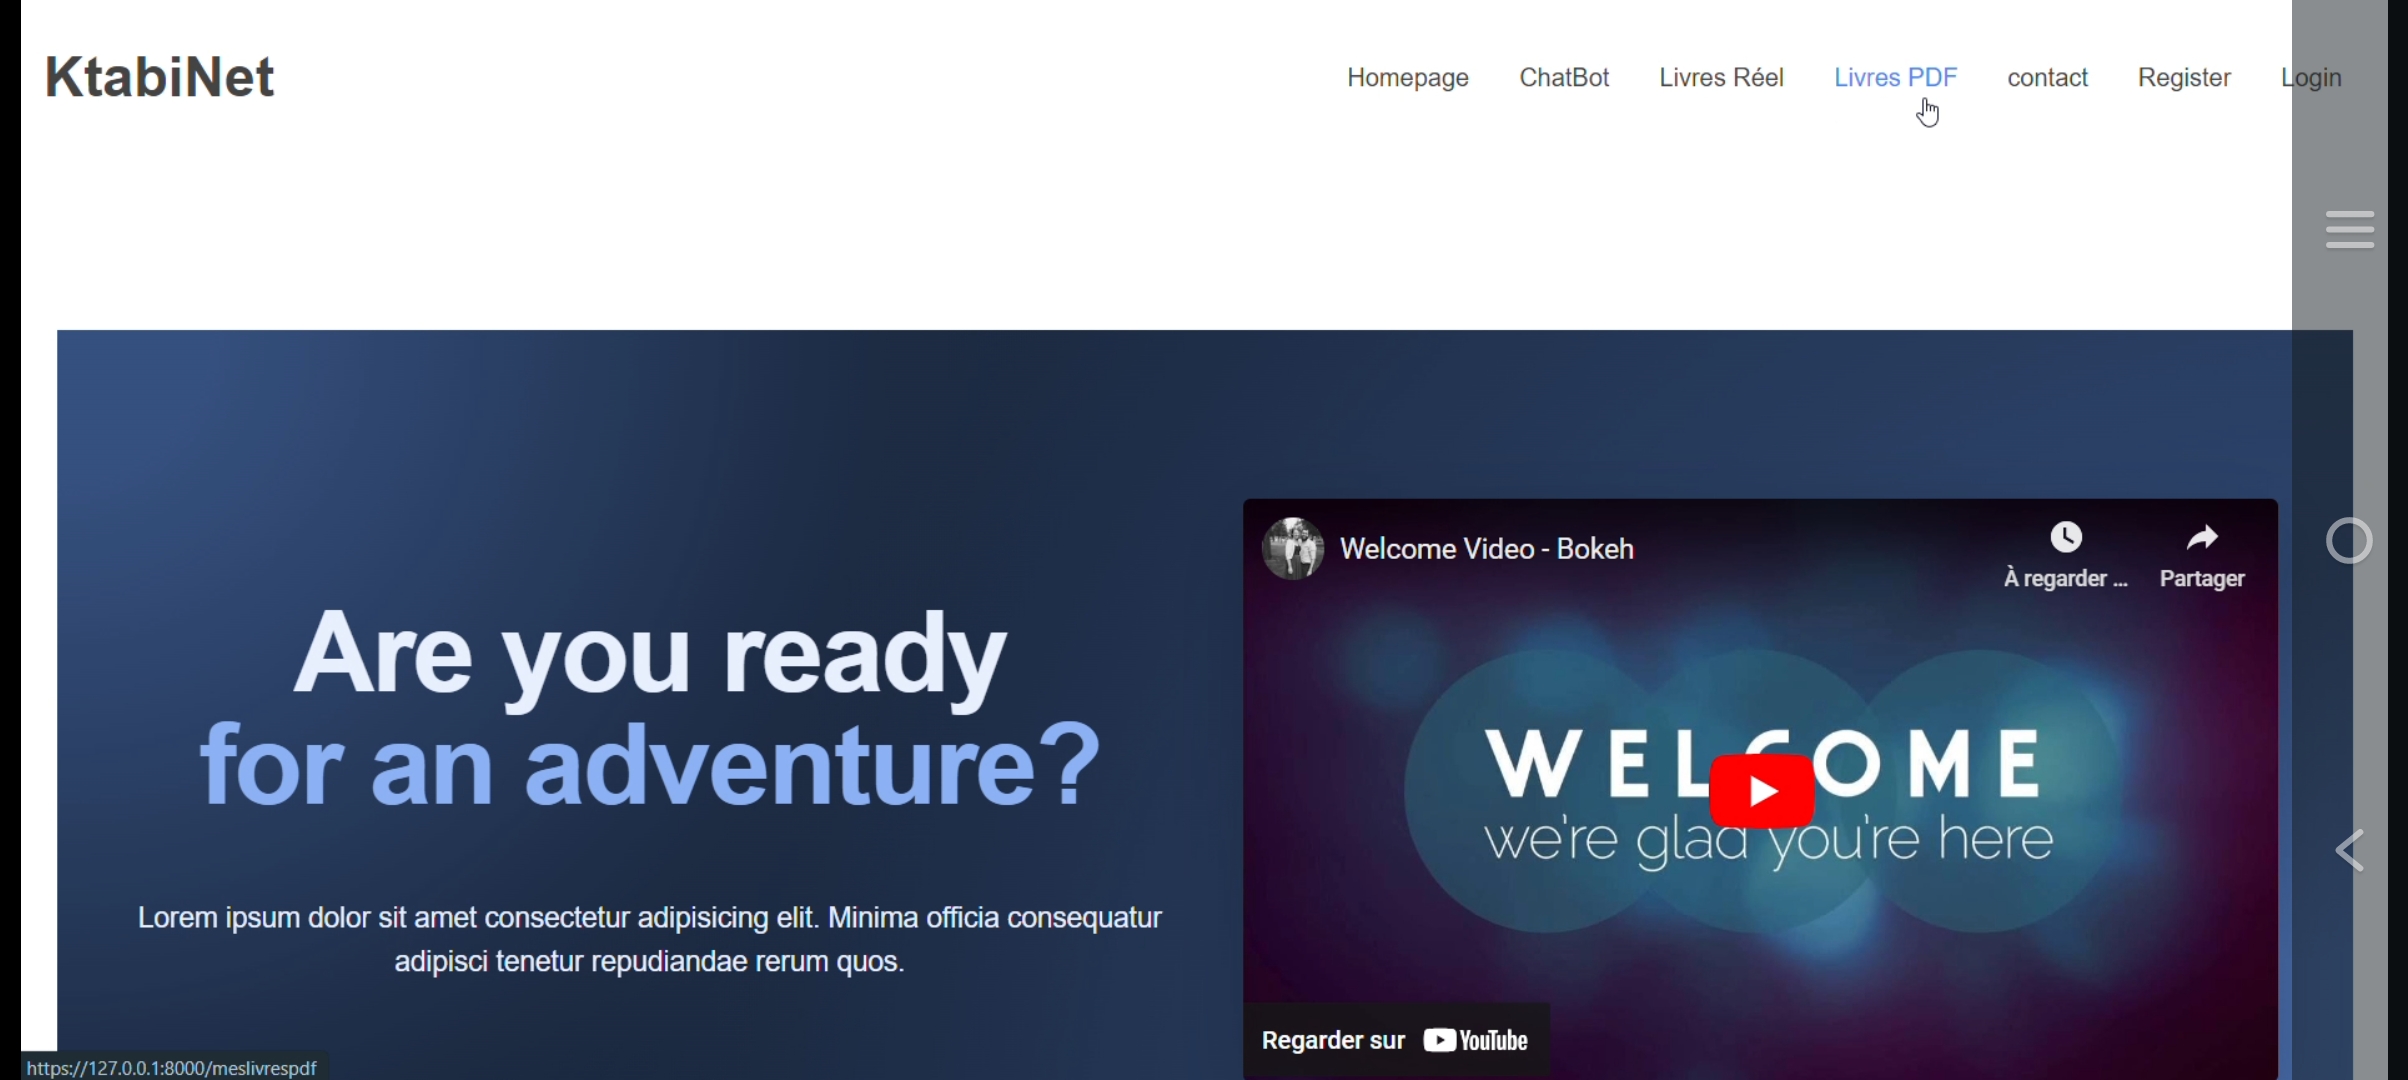 KtabiNet
Homepage ChatBot Livres Réel Livres PDF contact Register Login
Welcome Video - Bokeh
À regarder ... Partager
Are you ready
for an adventure?
WELCOME
we're glad you're here
Lorem ipsum dolor sit amet consectetur adipisicing elit. Minima officia consequatur
adipisci tenetur repudiandae rerum quos.
Regarder sur YouTube
https://127.0.0.1:8000/meslivrespdf